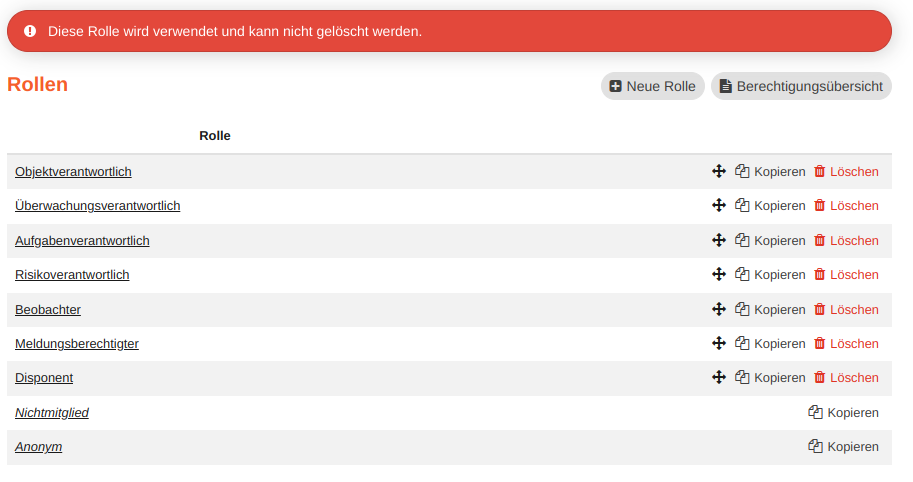 Diese Rolle wird verwendet und kann nicht gelöscht werden.
Rollen
Neue Rolle Berechtigungsübersicht
Rolle
Objektverantwortlich Kopieren Löschen
Überwachungsverantwortlich Kopieren Löschen
Aufgabenverantwortlich Kopieren Löschen
Risikoverantwortlich Kopieren Löschen
Beobachter Kopieren Löschen
Meldungsberechtigter Kopieren Löschen
Disponent Kopieren Löschen
Nichtmitglied Kopieren
Anonym Kopieren